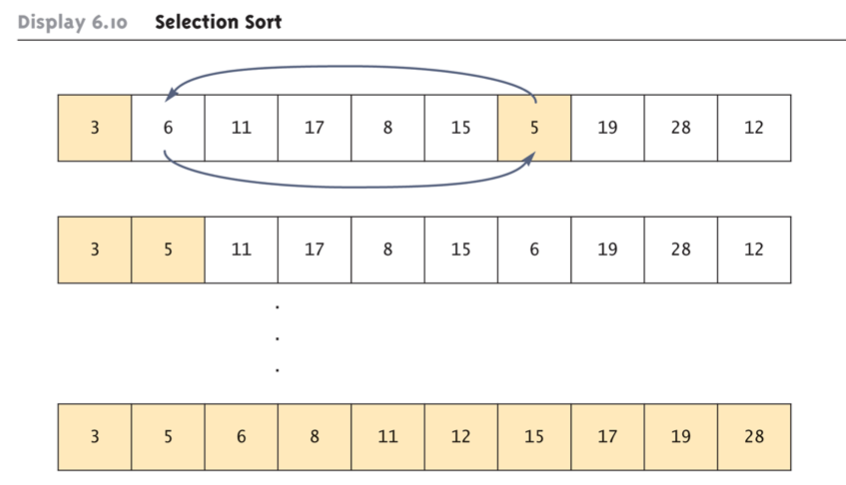 Display 6.10 Selection Sort
3 6 11 17 8 15 5 19 28 12
3 5 11 17 8 15 6 19 28 12
3 5 6 8 11 12 15 17 19 28